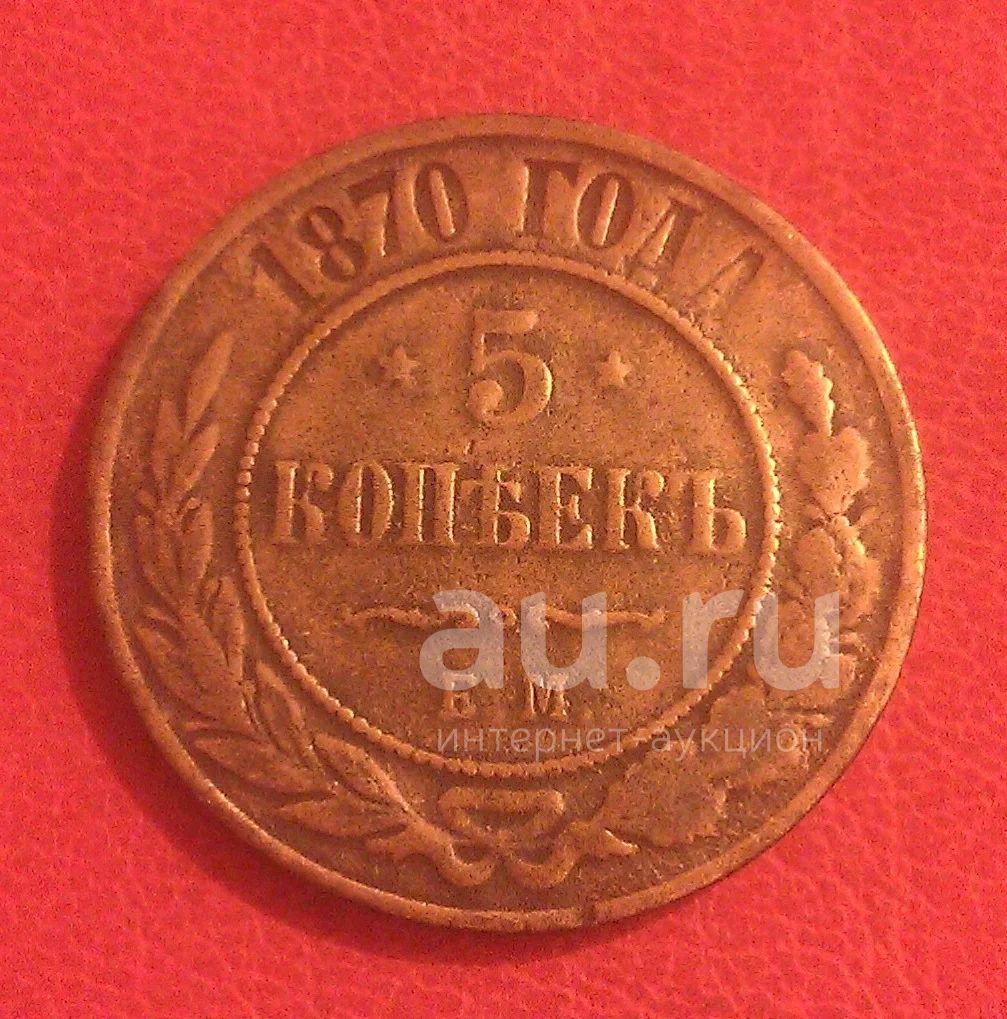 1870 ГОДА
5
КОПѢЕКЪ
au.ru
Е.М.
интернет-аукцион